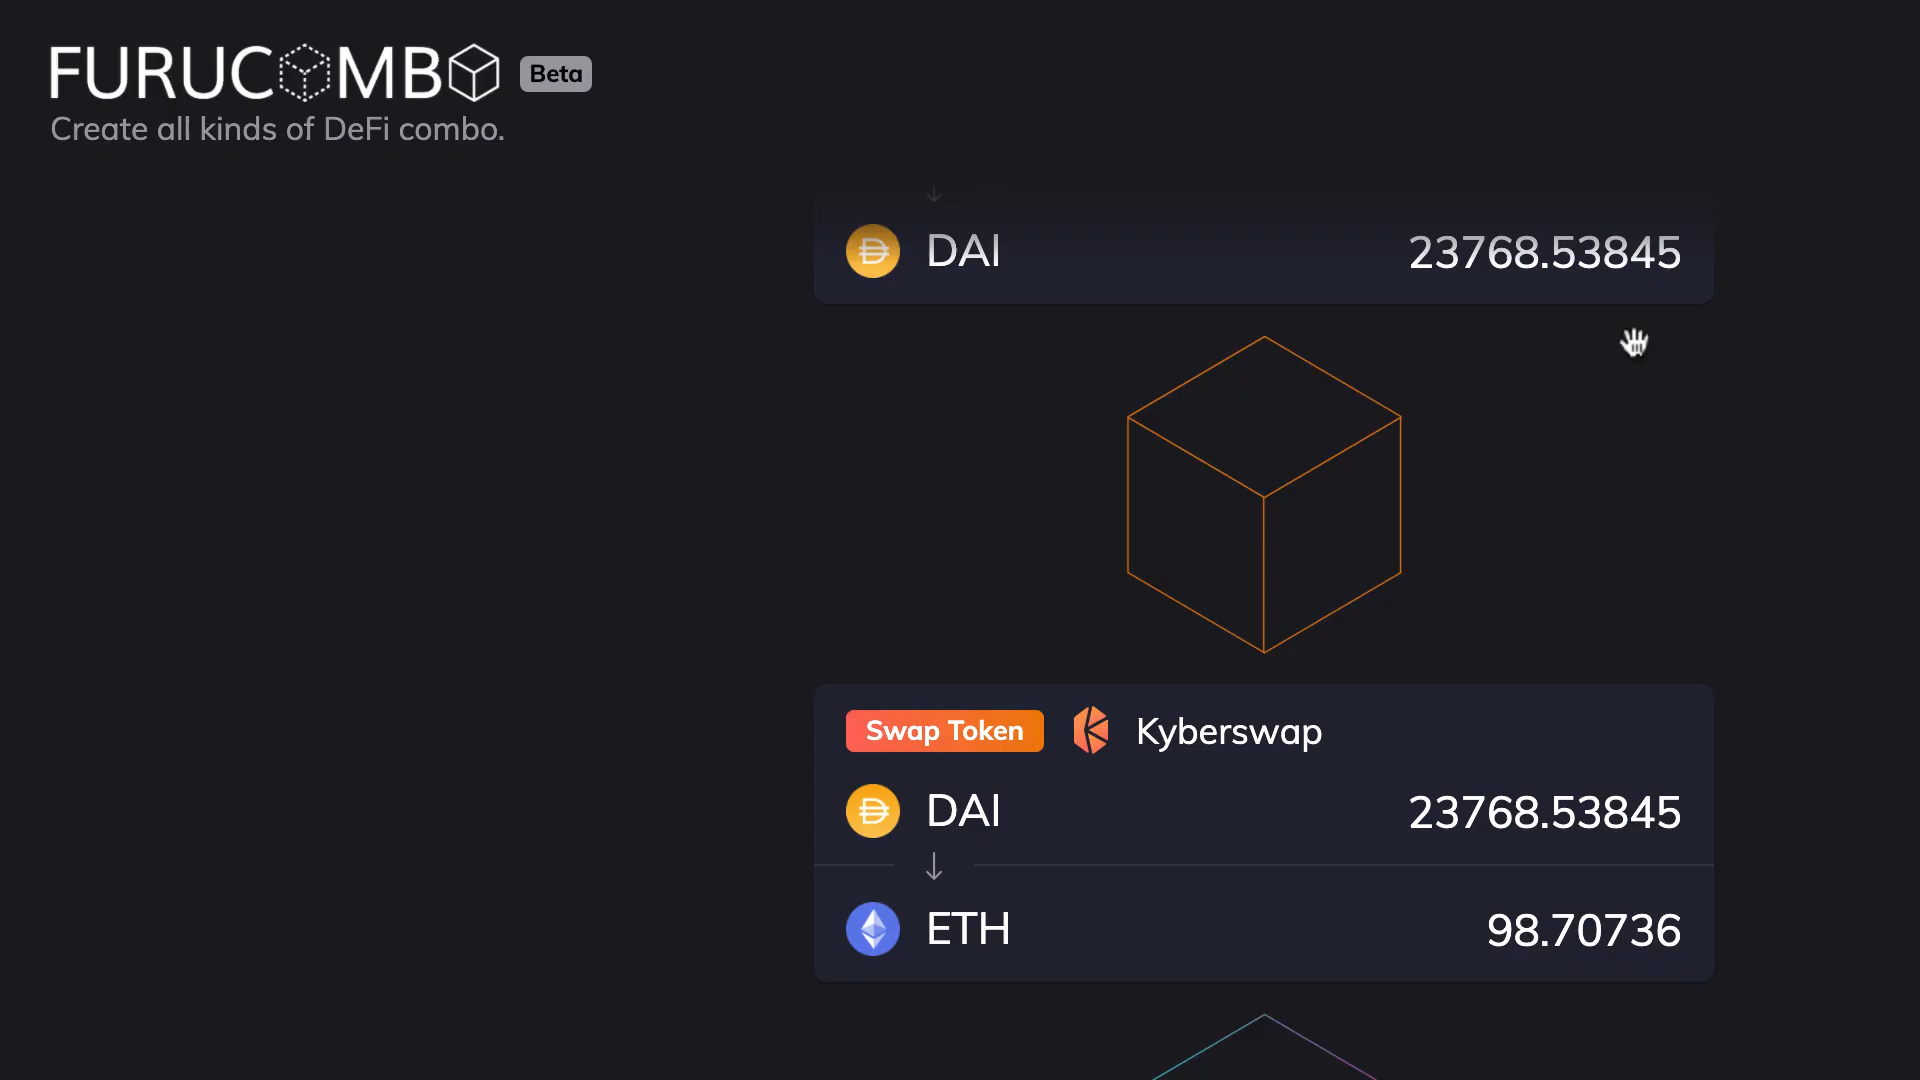 FURUCOMBO Beta
Create all kinds of DeFi combo.
DAI 23768.53845
Swap Token Kyberswap
DAI 23768.53845
ETH 98.70736